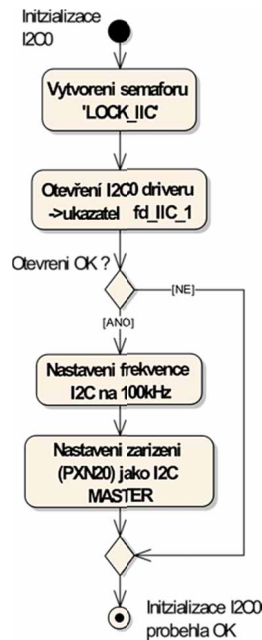 Initzializace
I2C0
Vytvoreni semaforu
'LOCK_IIC'
Otevření I2C0 driveru
->ukazatel fd_IIC_1
Otevreni OK ?
[NE]
[ANO]
Nastaveni frekvence
I2C na 100kHz
Nastaveni zarizeni
(PXN20) jako I2C
MASTER
Initzializace I2C0
probehla OK